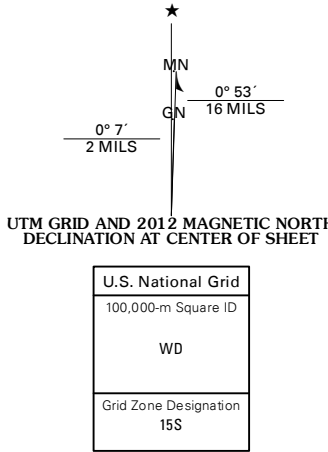 ★
MN
0° 53´
GN
16 MILS
0° 7´
2 MILS
UTM GRID AND 2012 MAGNETIC NORTH
DECLINATION AT CENTER OF SHEET
U.S. National Grid
100,000-m Square ID
WD
Grid Zone Designation
15S